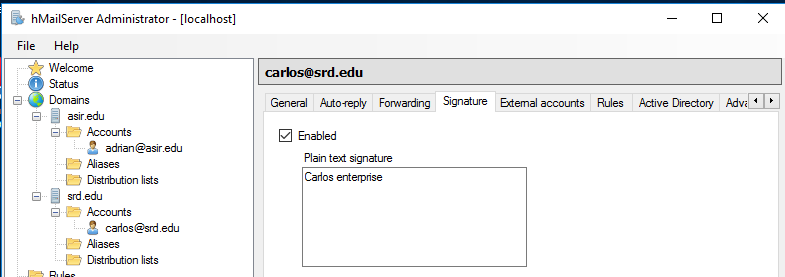 hMailServer Administrator - [localhost]
File Help
Welcome
Status
Domains
asir.edu
Accounts
adrian@asir.edu
Aliases
Distribution lists
srd.edu
Accounts
carlos@srd.edu
Aliases
Distribution lists
Rules
carlos@srd.edu
General Auto-reply Forwarding Signature External accounts Rules Active Directory
Enabled
Plain text signature
Carlos enterprise